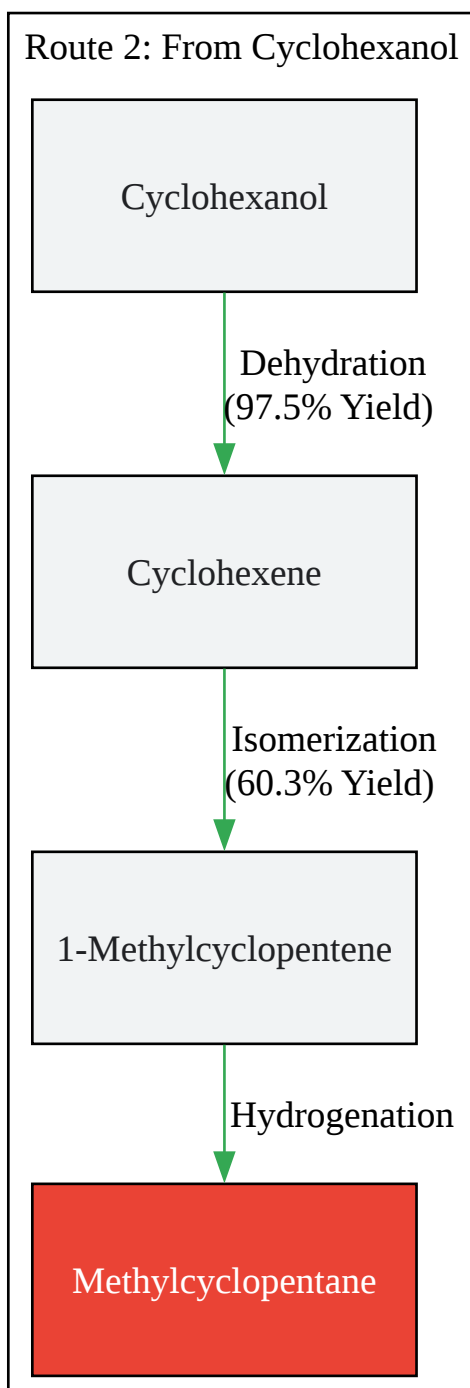 Route 2: From Cyclohexanol
Cyclohexanol
Dehydration
(97.5% Yield)
Cyclohexene
Isomerization
(60.3% Yield)
1-Methylcyclopentene
Hydrogenation
Methylcyclopentane